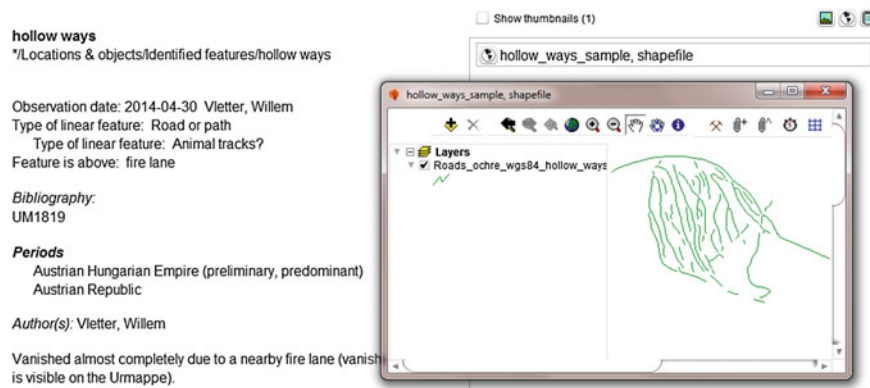 hollow ways
*/Locations & objects/Identified features/hollow ways
Observation date: 2014-04-30 Vletter, Willem
Type of linear feature: Road or path
Type of linear feature: Animal tracks?
Feature is above: fire lane
Bibliography:
UM1819
Periods
Austrian Hungarian Empire (preliminary, predominant)
Austrian Republic
Author(s): Vletter, Willem
Vanished almost completely due to a nearby fire lane (vanish
is visible on the Urmappe).
Show thumbnails (1)
hollow_ways_sample, shapefile
hollow_ways_sample, shapefile
Layers
Roads_ochre_wgs84_hollow_ways